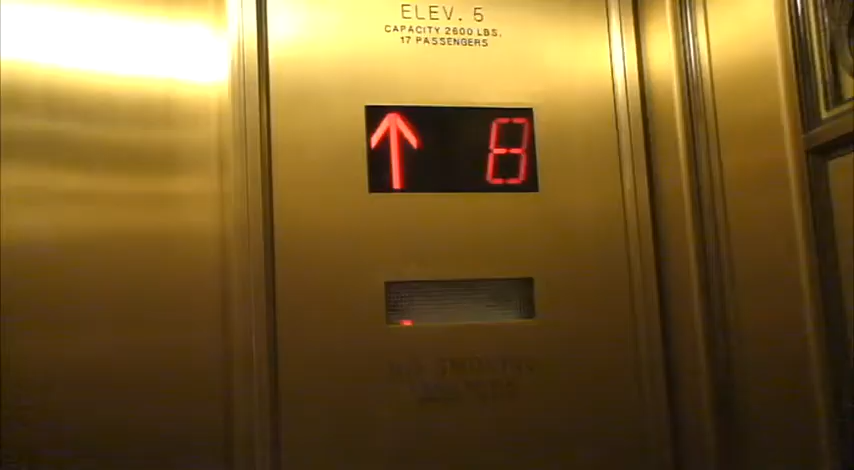 ELEV. 5
CAPACITY 2600 LBS.
17 PASSENGERS
↑ 8